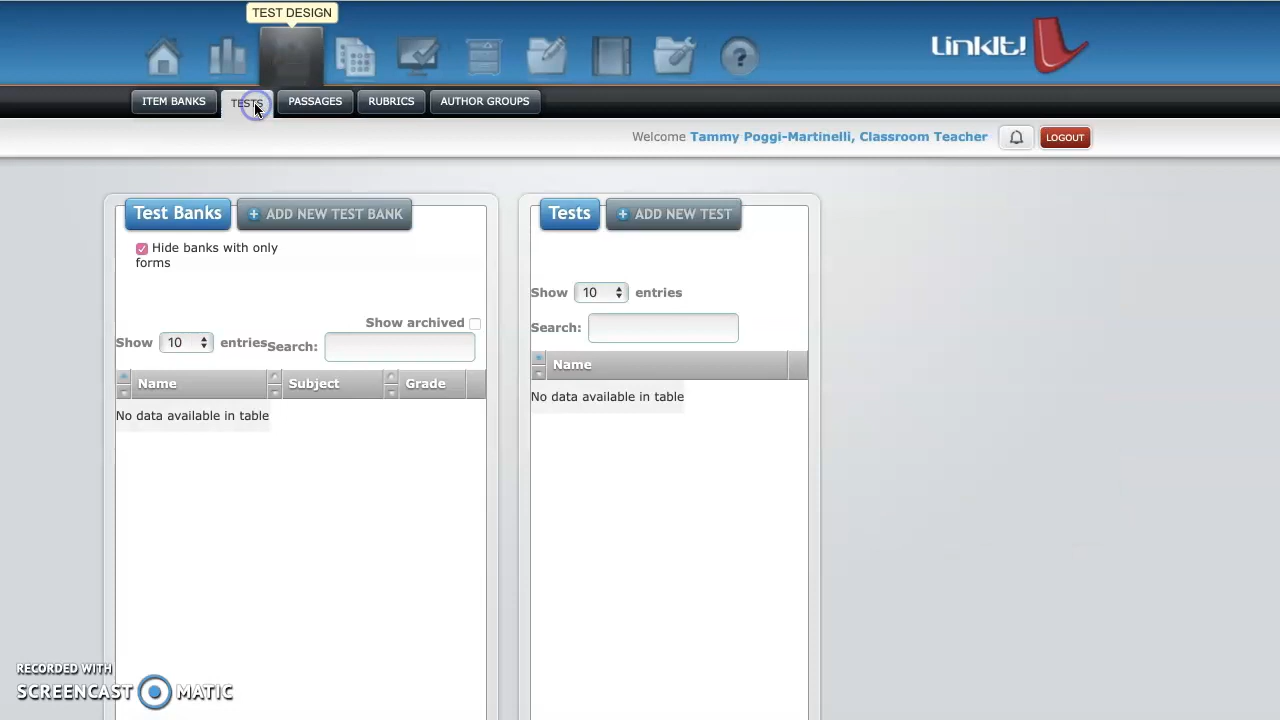 TEST DESIGN
LinkIt!
ITEM BANKS TESTS PASSAGES RUBRICS AUTHOR GROUPS
Welcome Tammy Poggi-Martinelli, Classroom Teacher LOGOUT
Test Banks + ADD NEW TEST BANK
Hide banks with only
forms
Show archived
Show 10 entries Search:
Name Subject Grade
No data available in table
Tests + ADD NEW TEST
Show 10 entries
Search:
Name
No data available in table
RECORDED WITH
SCREENCAST MATIC